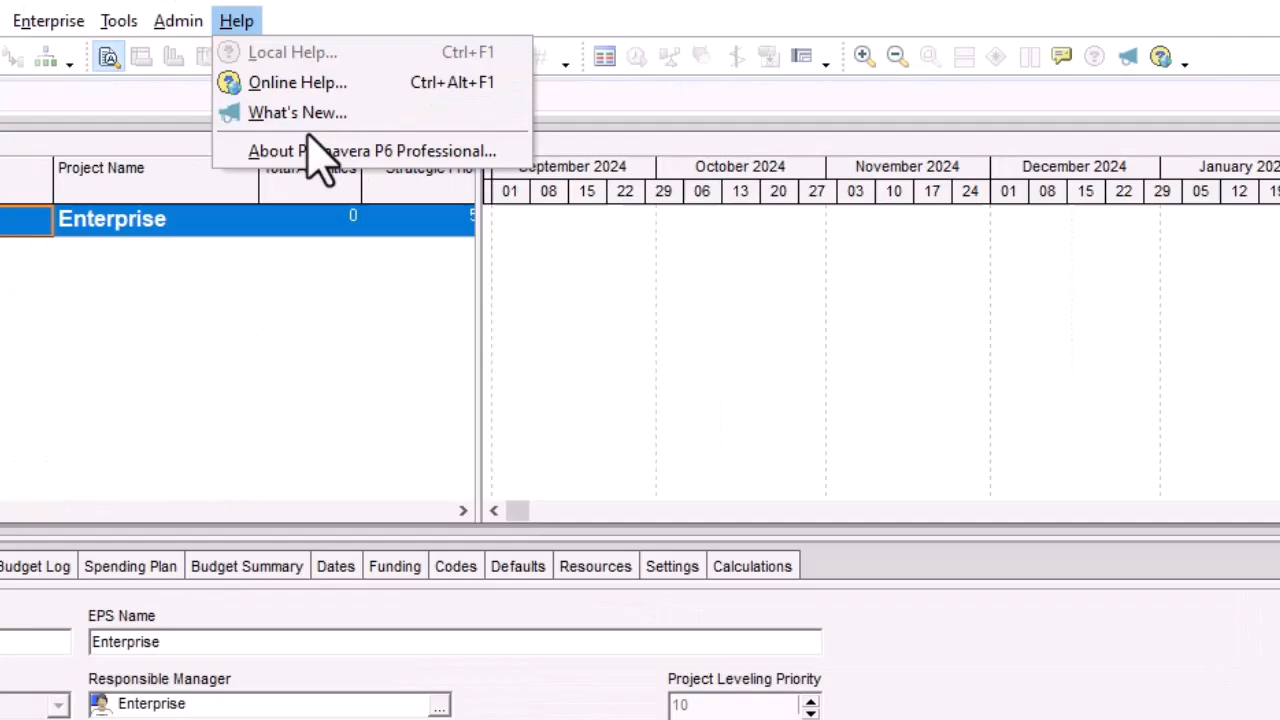 Enterprise Tools Admin Help
Local Help... Ctrl+F1
Online Help... Ctrl+Alt+F1
What's New...
About P mavera P6 Professional...
Project Name
September 2024 October 2024 November 2024 December 2024
01 08 15 22 29 06 13 20 27 03 10 17 24 01 08 15 22 29 05 12
Enterprise 0 5
Budget Log Spending Plan Budget Summary Dates Funding Codes Defaults Resources Settings Calculations
EPS Name
Enterprise
Responsible Manager Project Leveling Priority
Enterprise ... 10